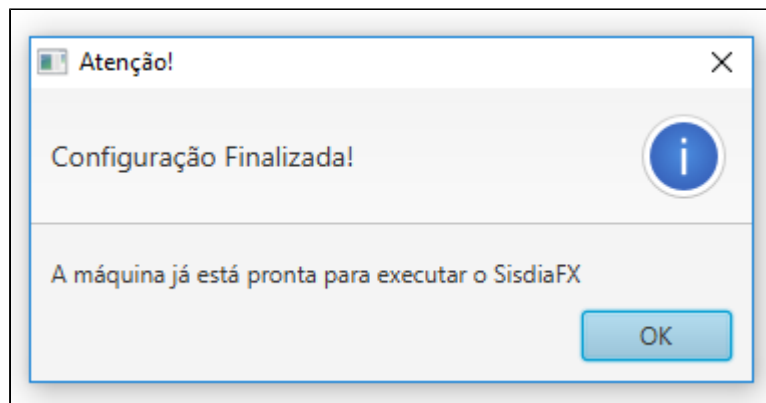 Atenção!
Configuração Finalizada!
A máquina já está pronta para executar o SisdiaFX
OK